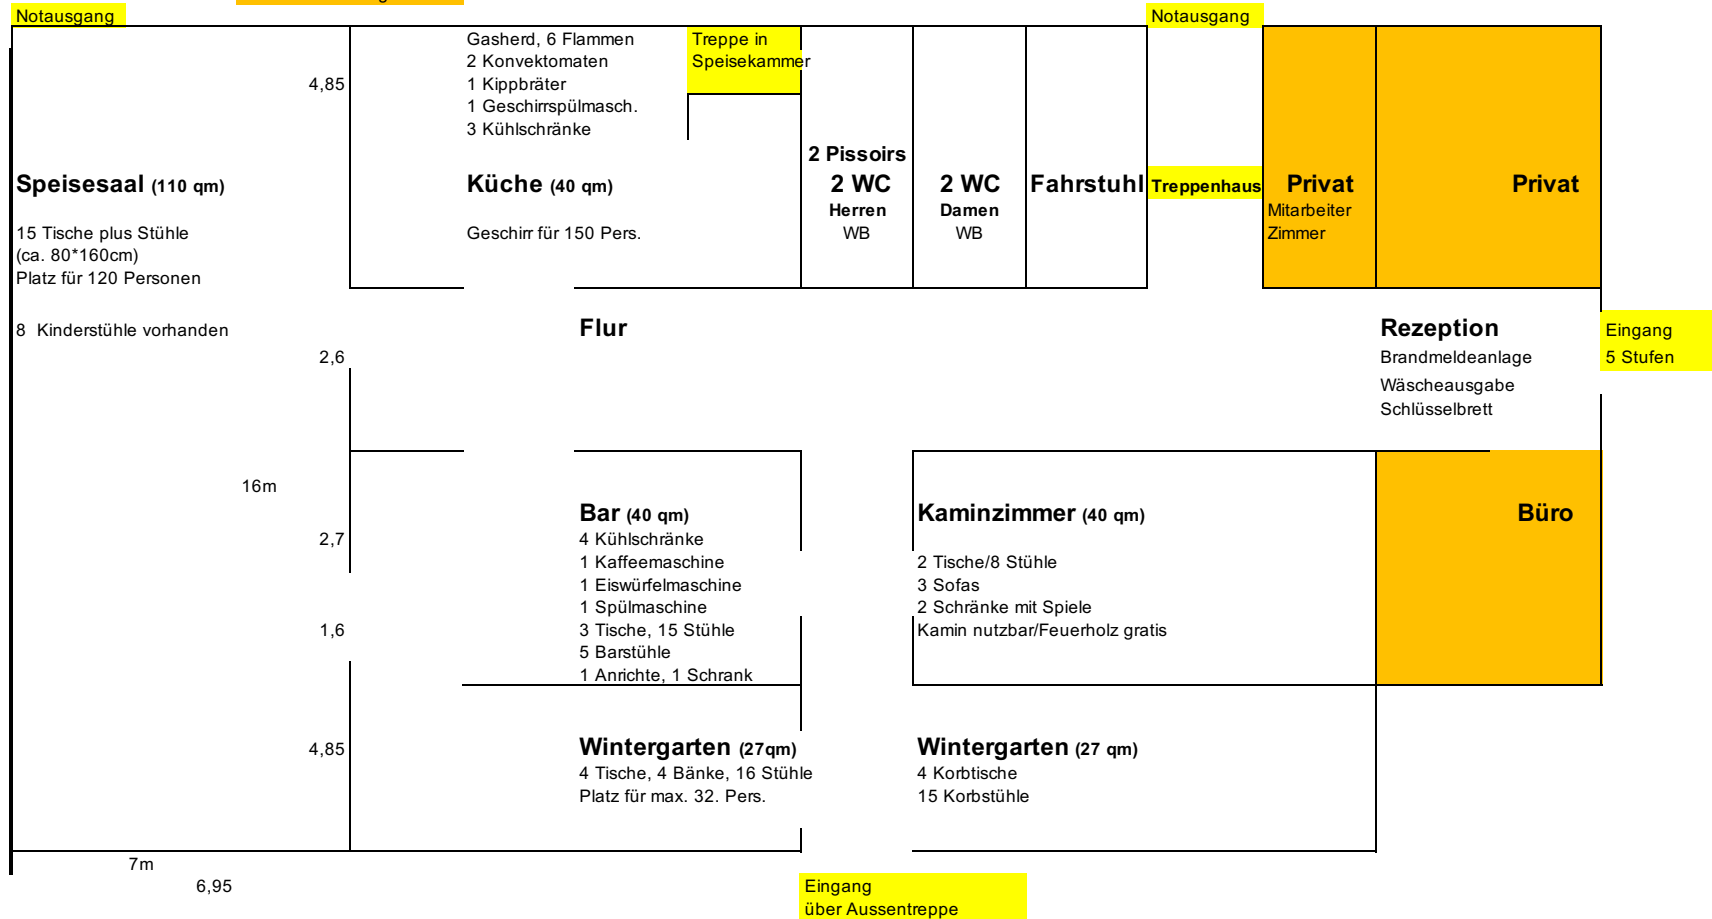 Notausgang
Notausgang
Gasherd, 6 Flammen
2 Konvektomaten
1 Kippbräter
1 Geschirrspülmasch.
3 Kühlschränke
Treppe in
Speisekammer
4,85
Speisesaal (110 qm)
15 Tische plus Stühle
(ca. 80*160cm)
Platz für 120 Personen
8 Kinderstühle vorhanden
Küche (40 qm)
Geschirr für 150 Pers.
2 Pissoirs
2 WC
Herren
WB
2 WC
Damen
WB
Fahrstuhl
Treppenhaus
Privat
Mitarbeiter
Zimmer
Privat
Flur
Rezeption
Brandmeldeanlage
Wäscheausgabe
Schlüsselbrett
Eingang
5 Stufen
2,6
16m
2,7
1,6
Bar (40 qm)
4 Kühlschränke
1 Kaffeemaschine
1 Eiswürfelmaschine
1 Spülmaschine
3 Tische, 15 Stühle
5 Barstühle
1 Anrichte, 1 Schrank
Kaminzimmer (40 qm)
2 Tische/8 Stühle
3 Sofas
2 Schränke mit Spiele
Kamin nutzbar/Feuerholz gratis
Büro
4,85
Wintergarten (27qm)
4 Tische, 4 Bänke, 16 Stühle
Platz für max. 32. Pers.
Wintergarten (27 qm)
4 Korbtische
15 Korbstühle
7m
6,95
Eingang
über Aussentreppe